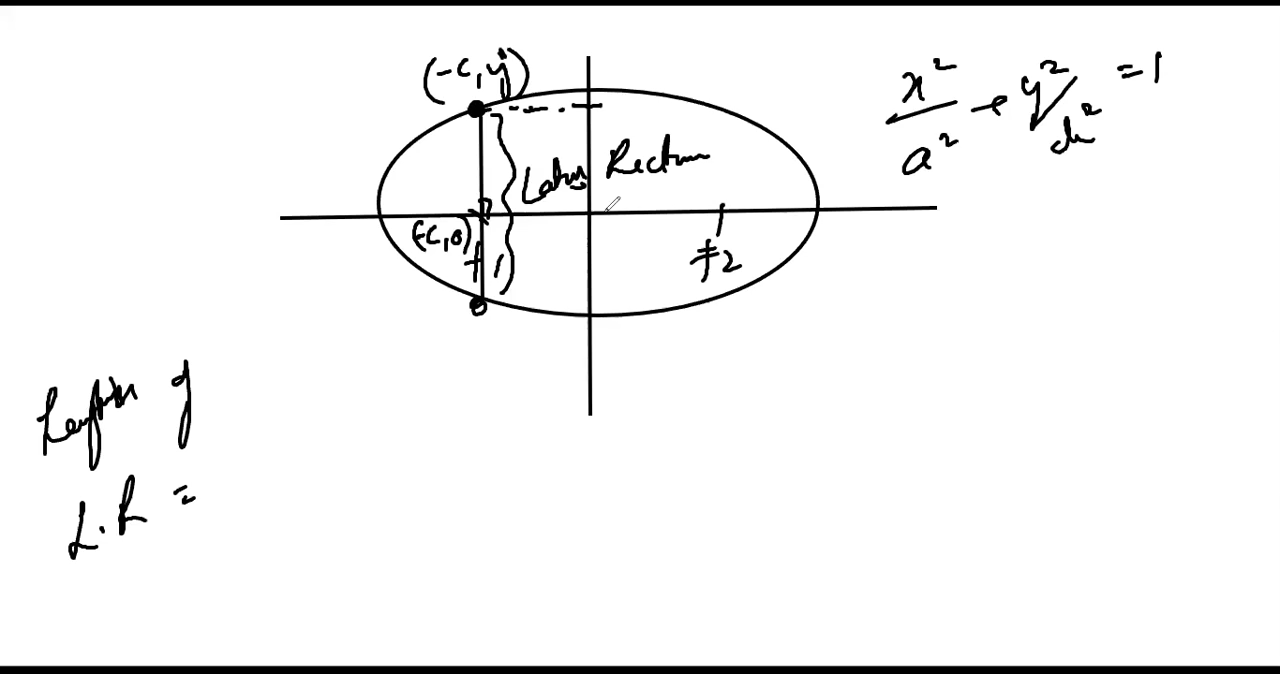 (-c, y)
x²/a² + y²/b² = 1
Latus Rectum
(-c, 0)
F1
F2
Length of
L.R =